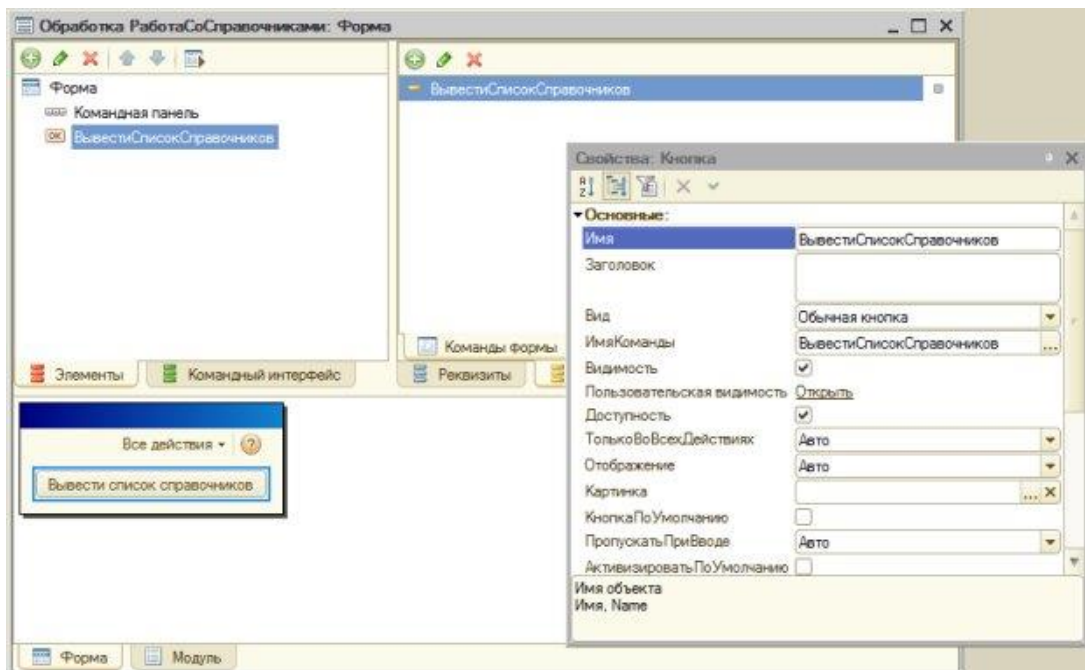 Обработка РаботаСоСправочниками: Форма
Форма
Командная панель
OK ВывестиСписокСправочников
Элементы
Командный интерфейс
ВывестиСписокСправочников
Команды формы
Реквизиты
Все действия
Вывести список справочников
Форма
Модуль
Свойства: Кнопка
Основные:
Имя ВывестиСписокСправочников
Заголовок
Вид Обычная кнопка
ИмяКоманды ВывестиСписокСправочников ...
Видимость
Пользовательская видимость Открыть
Доступность
ТолькоВоВсехДействиях Авто
Отображение Авто
Картинка ...
КнопкаПоУмолчанию
ПропускатьПриВводе Авто
АктивизироватьПоУмолчанию
Имя объекта
Имя, Name